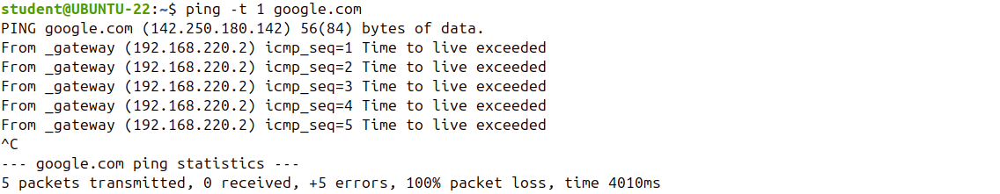 student@UBUNTU-22:~$ ping -t 1 google.com
PING google.com (142.250.180.142) 56(84) bytes of data.
From _gateway (192.168.220.2) icmp_seq=1 Time to live exceeded
From _gateway (192.168.220.2) icmp_seq=2 Time to live exceeded
From _gateway (192.168.220.2) icmp_seq=3 Time to live exceeded
From _gateway (192.168.220.2) icmp_seq=4 Time to live exceeded
From _gateway (192.168.220.2) icmp_seq=5 Time to live exceeded
^C
--- google.com ping statistics ---
5 packets transmitted, 0 received, +5 errors, 100% packet loss, time 4010ms